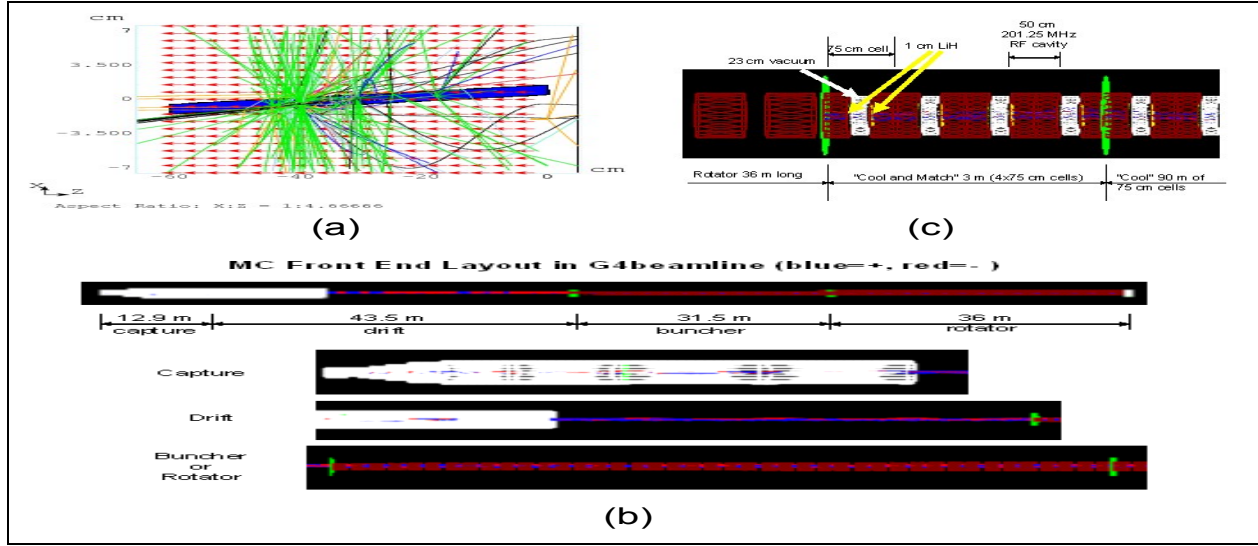 cm
7
3.500
0
-3.500
-7
-60
-40
-20
0
cm
X
Z
Aspect Ratio: X:Z = 1:4.66666
(a)
50 cm
201.25 MHz
RF cavity
75 cm cell
1 cm LiH
23 cm vacuum
Rotator 36 m long
"Cool and Match" 3 m (4x75 cm cells)
"Cool" 90 m of
75 cm cells
(c)
MC Front End Layout in G4beamline (blue=+, red=- )
12.9 m
43.5 m
31.5 m
36 m
capture
drift
buncher
rotator
Capture
Drift
Buncher
or
Rotator
(b)